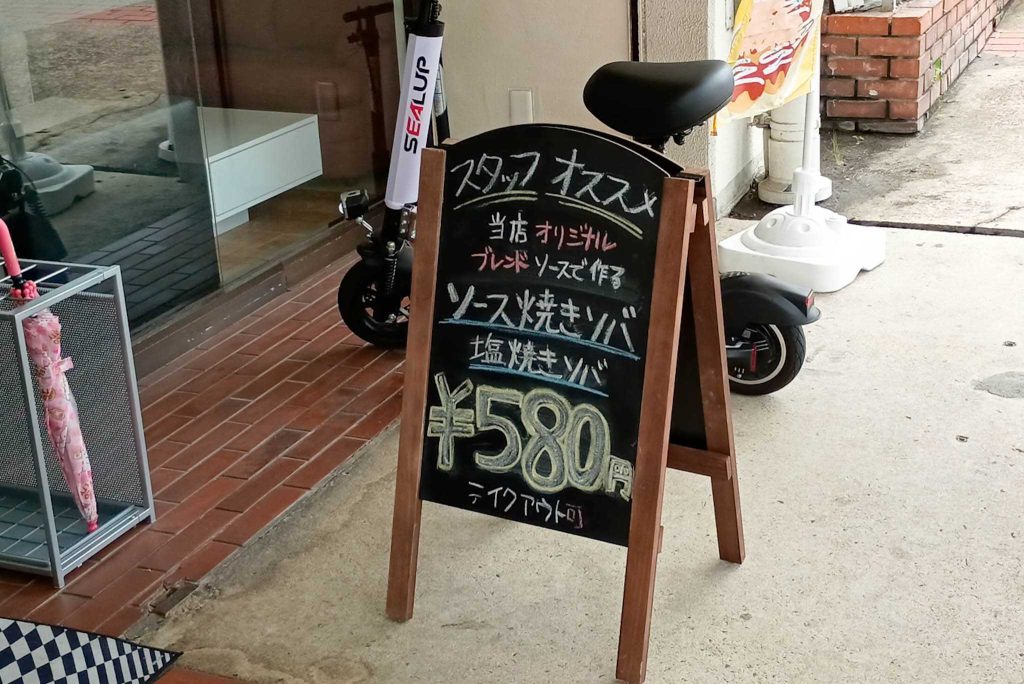 SEALUP
スタッフ オススメ
当店 オリジナル
ブレンド ソースで作る
ソース焼きソバ
塩焼きソバ
¥580円
テイクアウト可